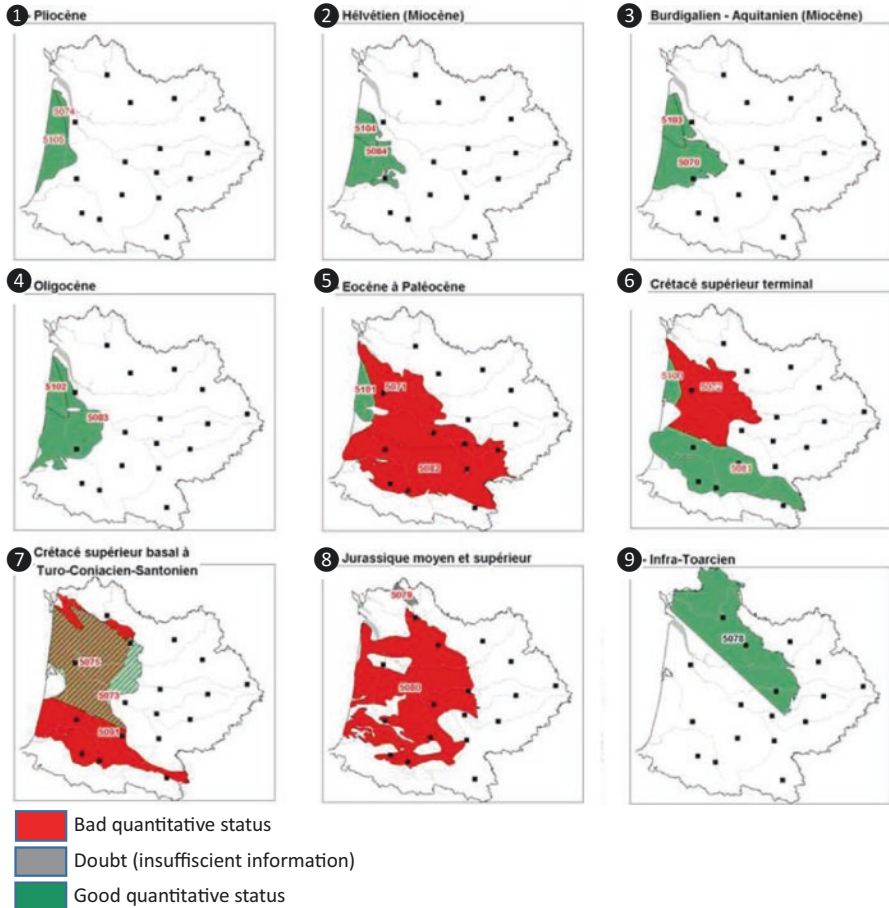 1 - Pliocène
2 Hélvétien (Miocène)
3 Burdigalien - Aquitanien (Miocène)
5074
5105
5104
5084
5103
5070
4 - Oligocène
5 - Eocène à Paléocène
6 Crétacé supérieur terminal
5102
5083
5101
5071
5082
5100
5072
5081
7 Crétacé supérieur basal à
Turo-Coniacien-Santonien
8 Jurassique moyen et supérieur
9 - Infra-Toarcien
5075
5073
5091
5079
5080
5078
Bad quantitative status
Doubt (insuffiscient information)
Good quantitative status